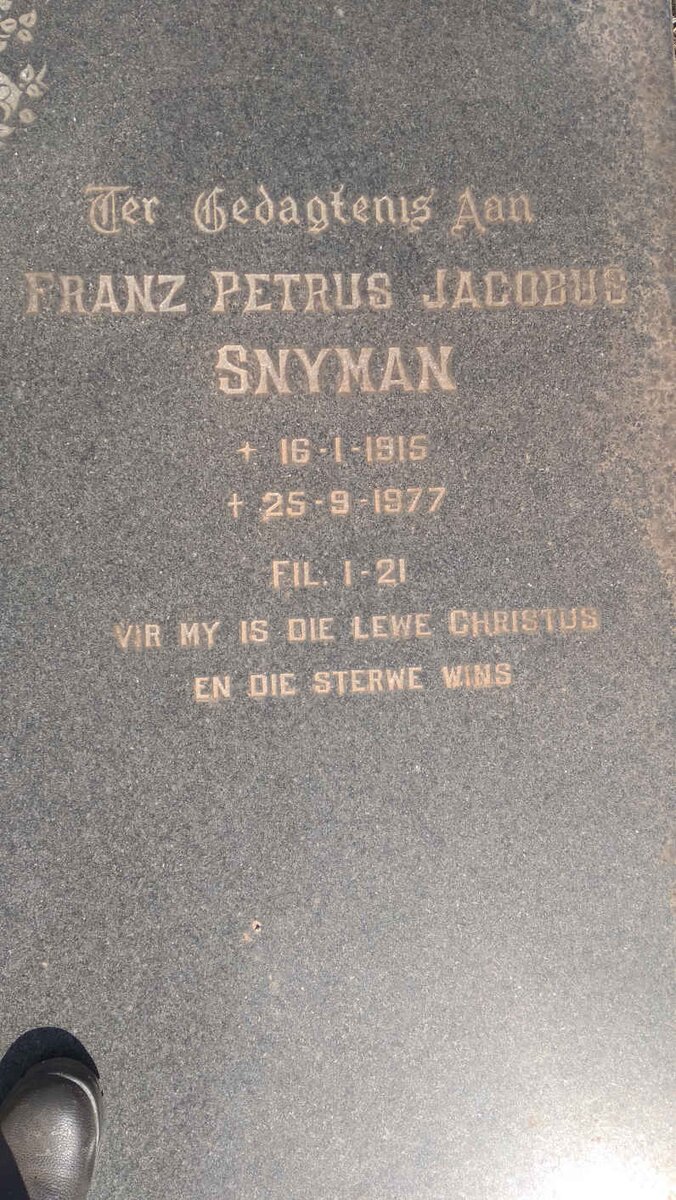 Ter Gedagtenis Aan
FRANZ PETRUS JACOBUS
SNYMAN
+ 16-1-1915
† 25-9-1977
FIL. 1-21
VIR MY IS DIE LEWE CHRISTUS
EN DIE STERWE WINS